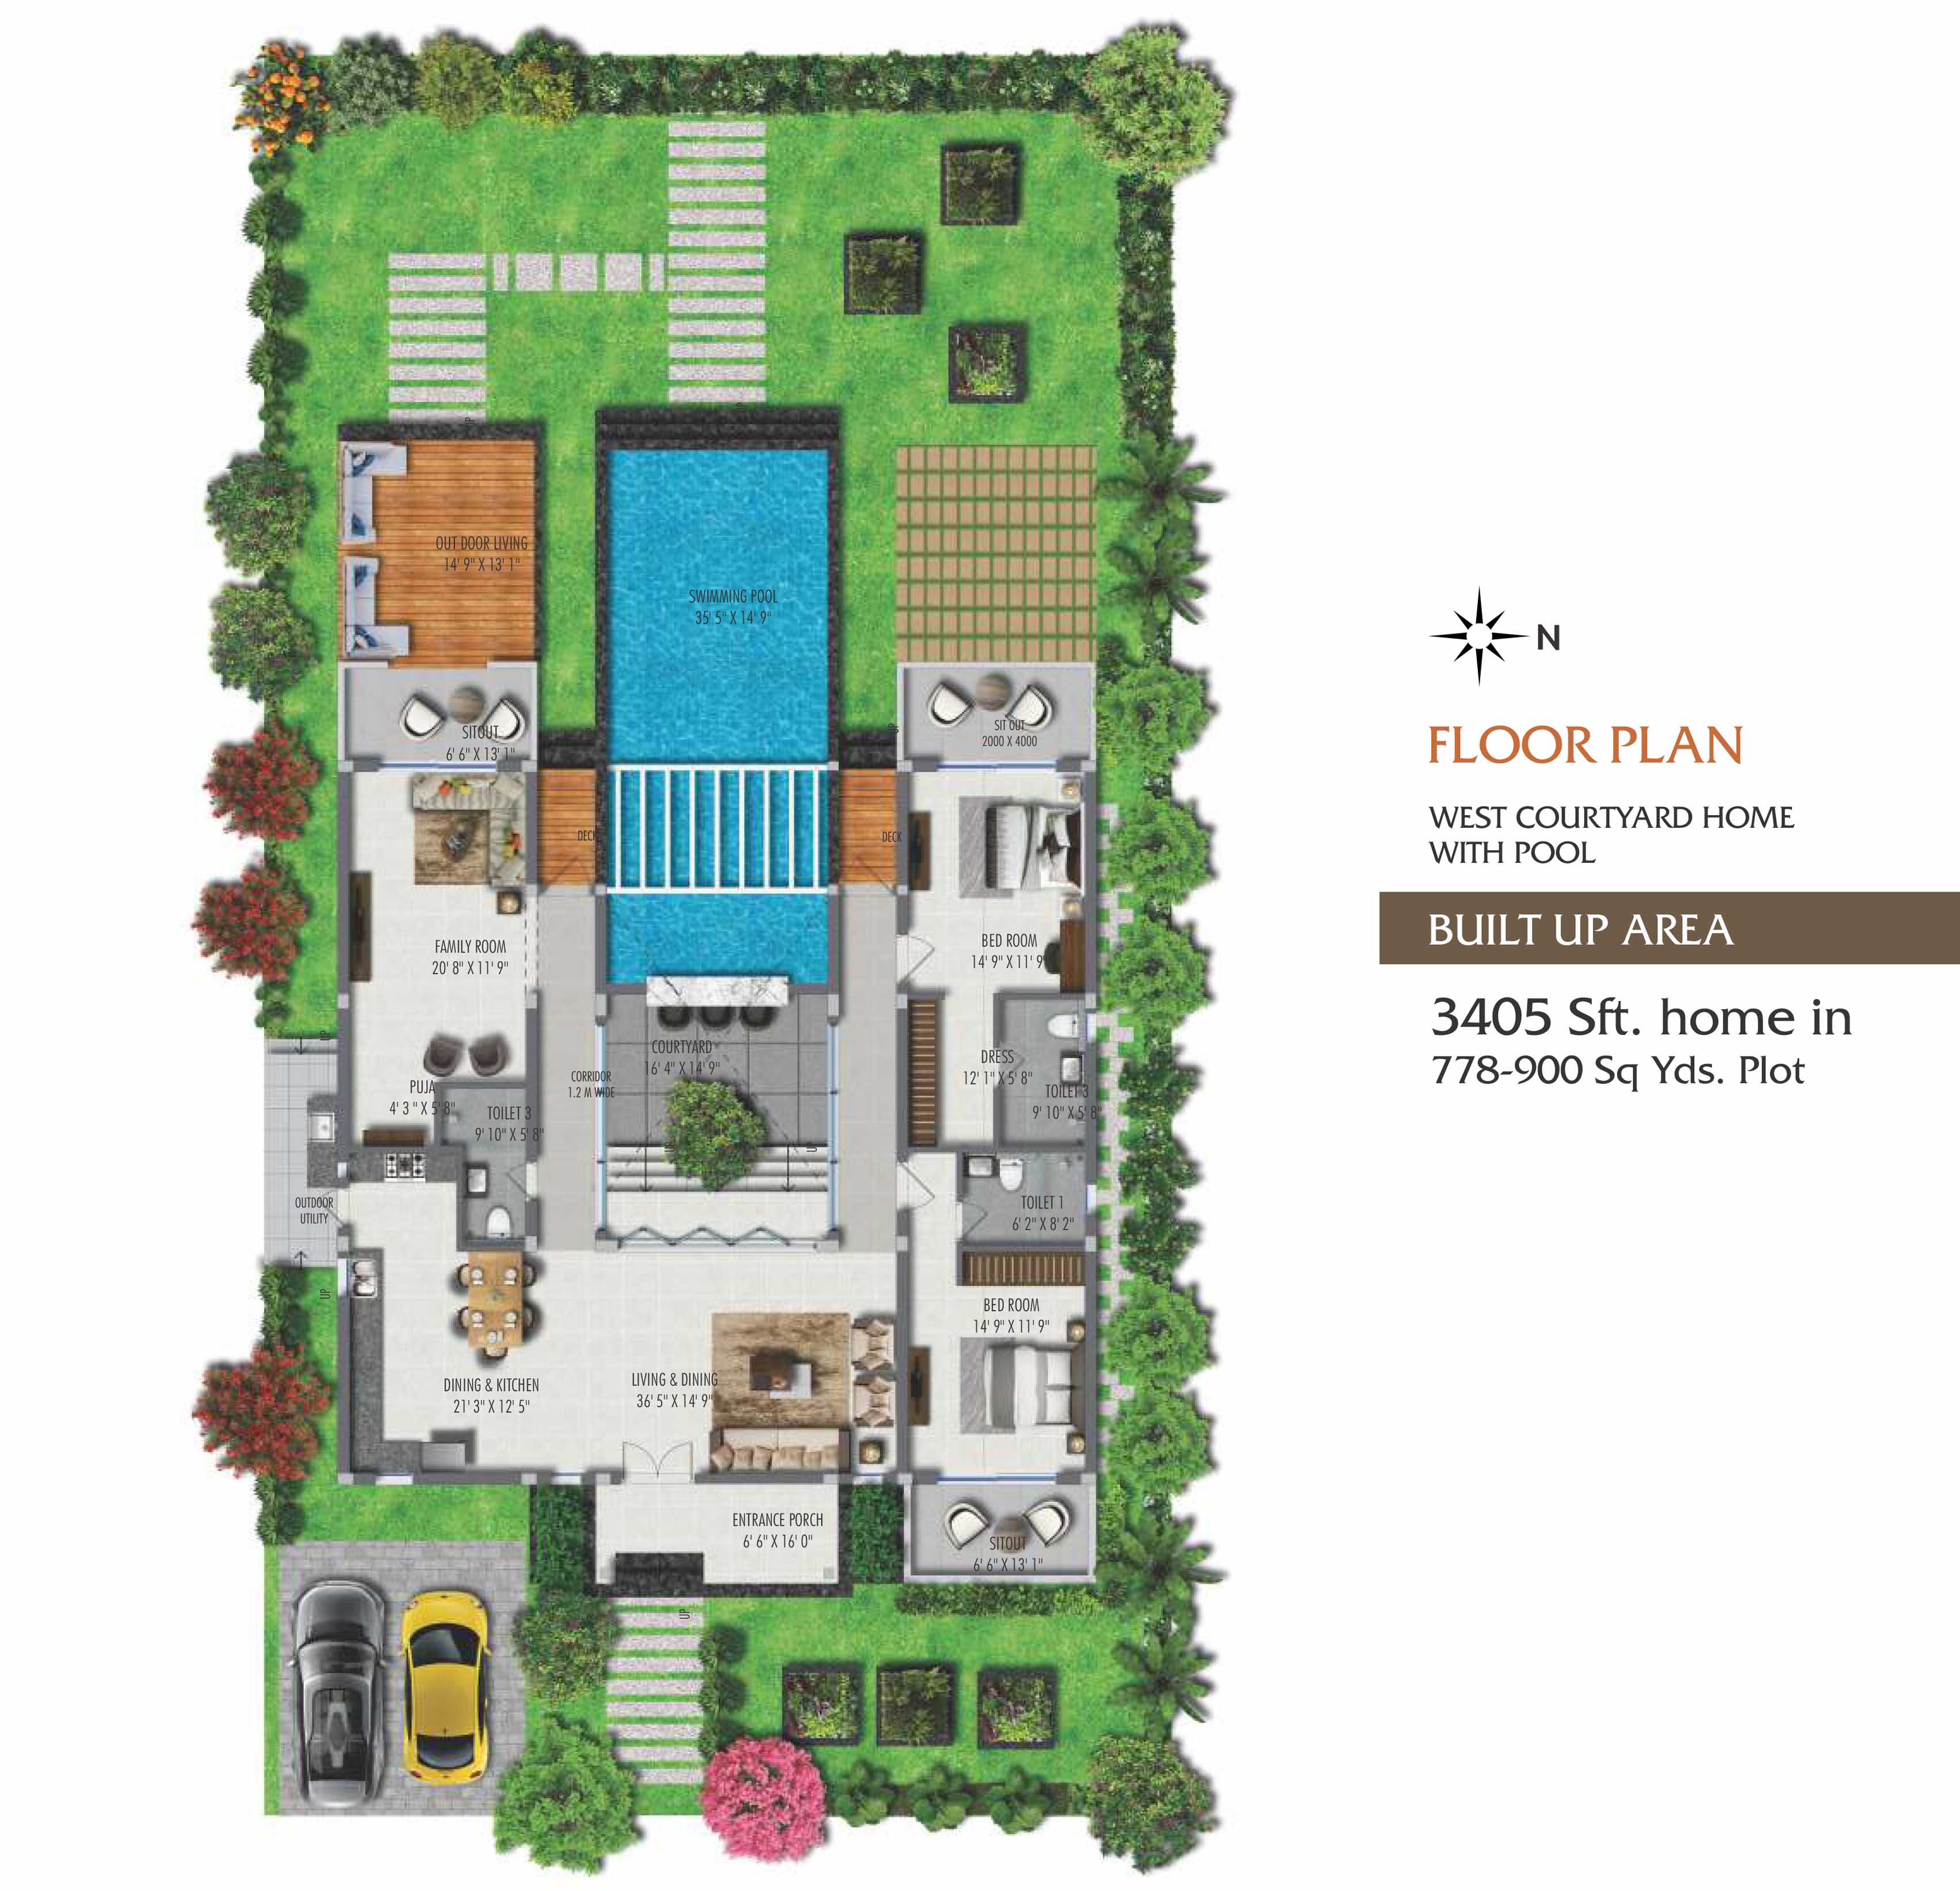 OUT DOOR LIVING
14' 9" X 13' 1"
SWIMMING POOL
35' 5" X 14' 9"
SITOUT
6' 6" X 13' 1"
UP
SIT OUT
2000 X 4000
DECK
DECK
FAMILY ROOM
20' 8" X 11' 9"
BED ROOM
14' 9" X 11' 9"
UP
COURTYARD
16' 4" X 14' 9"
CORRIDOR
1.2 M WIDE
DRESS
12' 1" X 5' 8"
PUJA
4' 3" X 5' 8"
TOILET 3
9' 10" X 5' 8"
TOILET 3
9' 10" X 5' 8"
UP
OUTDOOR
UTILITY
TOILET 1
6' 2" X 8' 2"
UP
BED ROOM
14' 9" X 11' 9"
DINING & KITCHEN
21' 3" X 12' 5"
LIVING & DINING
36' 5" X 14' 9"
ENTRANCE PORCH
6' 6" X 16' 0"
SITOUT
6' 6" X 13' 1"
UP
N
FLOOR PLAN
WEST COURTYARD HOME
WITH POOL
BUILT UP AREA
3405 Sft. home in
778-900 Sq Yds. Plot